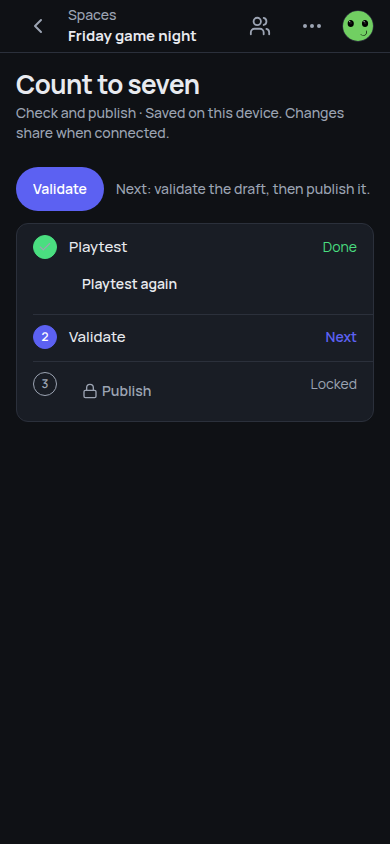 Spaces
Friday game night
Count to seven
Check and publish · Saved on this device. Changes
share when connected.
Validate
Next: validate the draft, then publish it.
Playtest
Done
Playtest again
2
Validate
Next
3
Publish
Locked